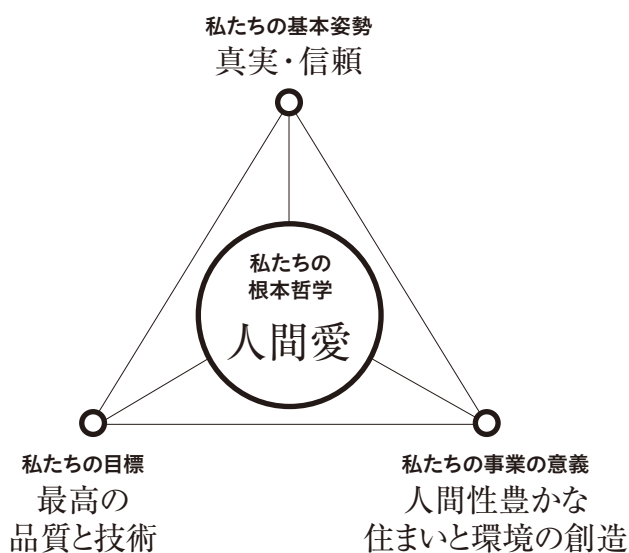 私たちの基本姿勢
真実・信頼
私たちの
根本哲学
人間愛
私たちの目標
最高の
品質と技術
私たちの事業の意義
人間性豊かな
住まいと環境の創造